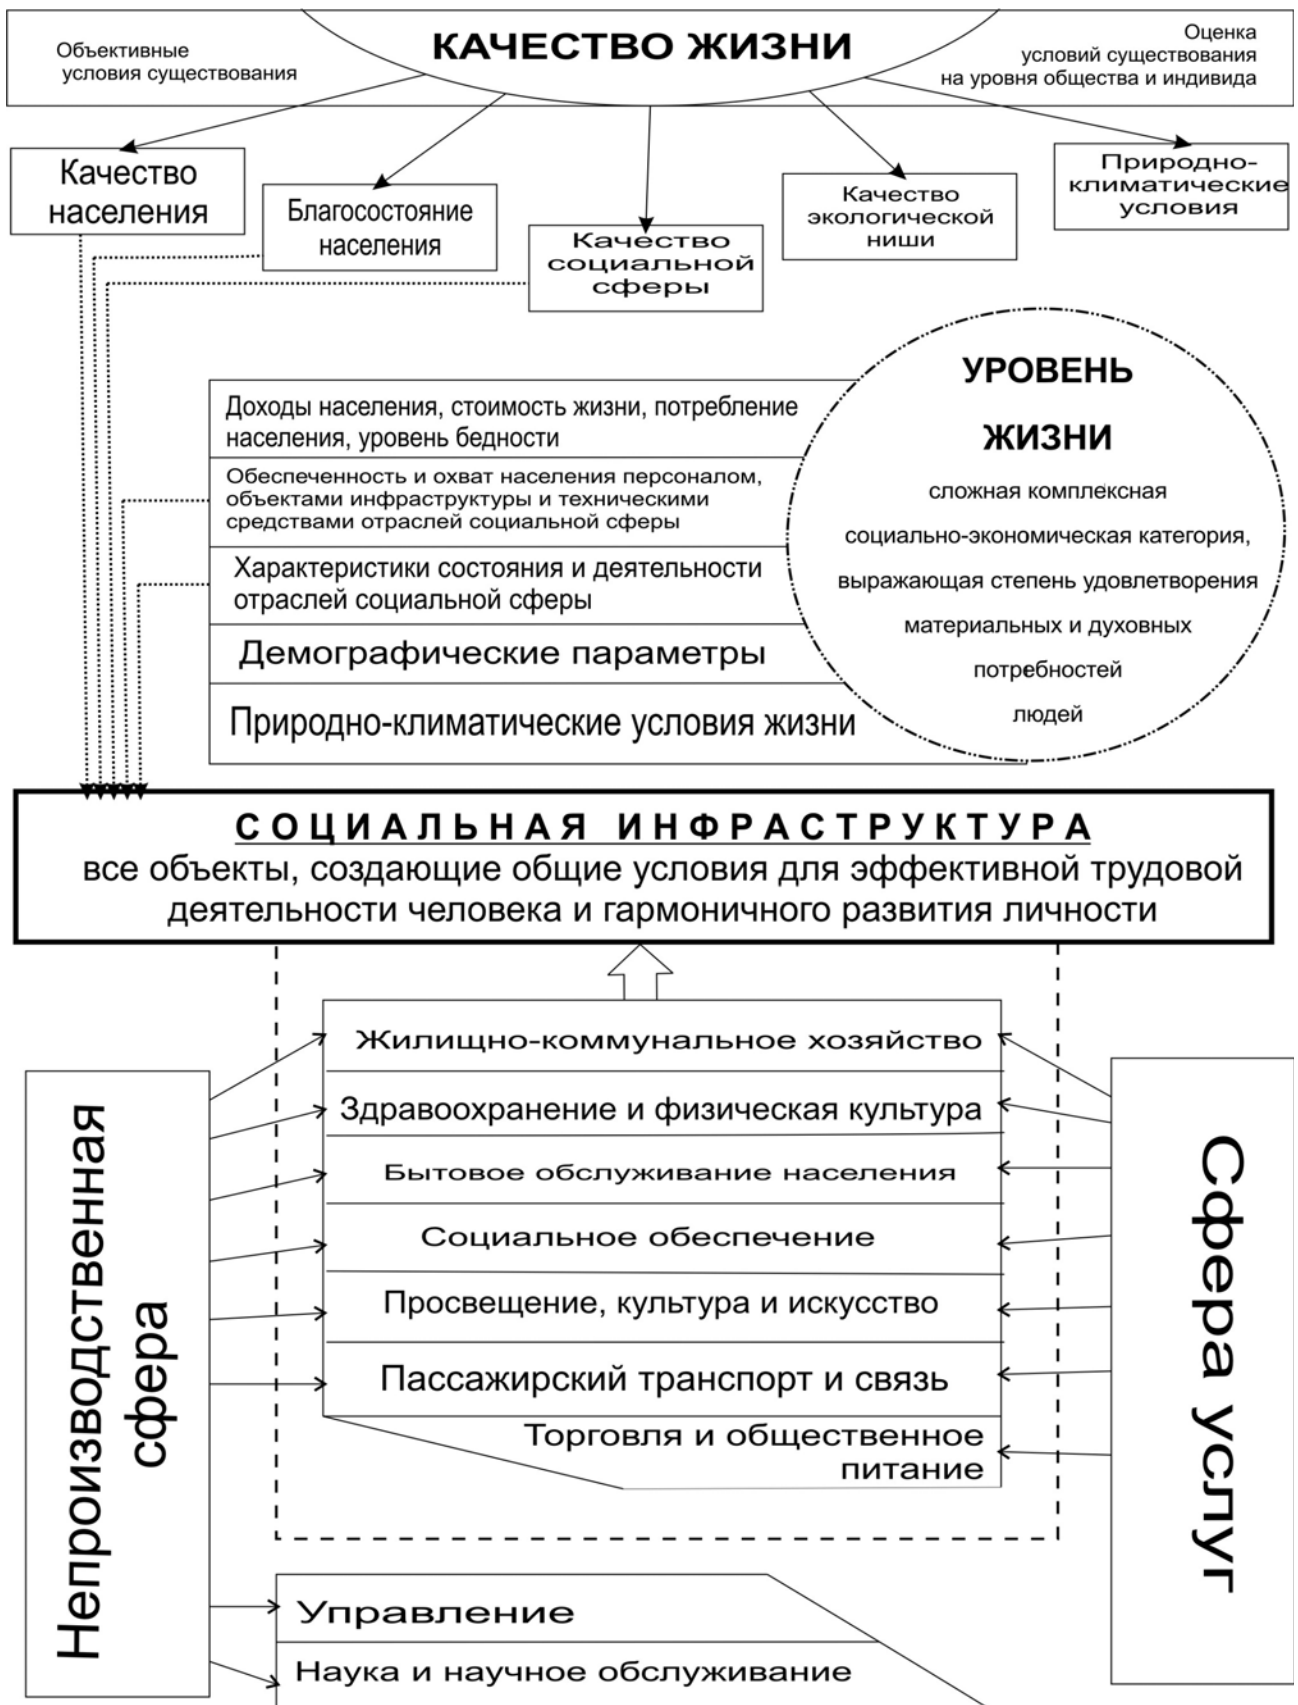 Объективные
условия существования
КАЧЕСТВО ЖИЗНИ
Оценка
условий существования
на уровня общества и индивида
Качество
населения
Благосостояние
населения
Качество
социальной
сферы
Качество
экологической
ниши
Природно-
климатические
условия
УРОВЕНЬ
ЖИЗНИ
сложная комплексная
социально-экономическая категория,
выражающая степень удовлетворения
материальных и духовных
потребностей
людей
Доходы населения, стоимость жизни, потребление
населения, уровень бедности
Обеспеченность и охват населения персоналом,
объектами инфраструктуры и техническими
средствами отраслей социальной сферы
Характеристики состояния и деятельности
отраслей социальной сферы
Демографические параметры
Природно-климатические условия жизни
СОЦИАЛЬНАЯ ИНФРАСТРУКТУРА
все объекты, создающие общие условия для эффективной трудовой
деятельности человека и гармоничного развития личности
Непроизводственная
сфера
Жилищно-коммунальное хозяйство
Здравоохранение и физическая культура
Бытовое обслуживание населения
Социальное обеспечение
Просвещение, культура и искусство
Пассажирский транспорт и связь
Торговля и общественное
питание
Сфера услуг
Управление
Наука и научное обслуживание